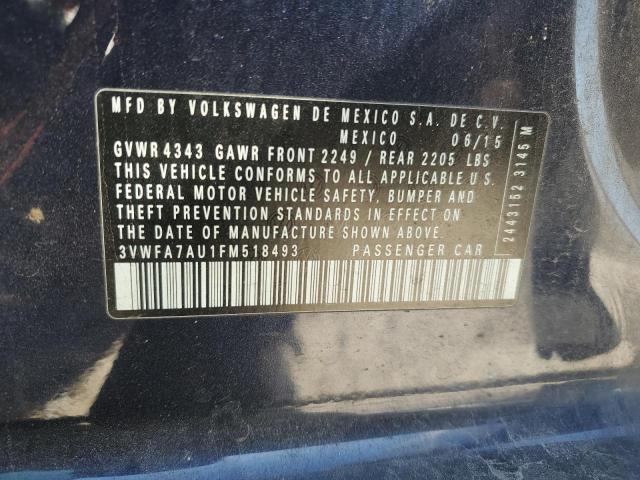 MFD BY VOLKSWAGEN DE MEXICO S.A. DE C.V.
MEXICO 06/15
GVWR 4343 GAWR FRONT 2249 / REAR 2205 LBS
THIS VEHICLE CONFORMS TO ALL APPLICABLE U S.
FEDERAL MOTOR VEHICLE SAFETY, BUMPER AND
THEFT PREVENTION STANDARDS IN EFFECT ON
THE DATE OF MANUFACTURE SHOWN ABOVE.
3VWFA7AU1FM518493 PASSENGER CAR
2443152 3145 M